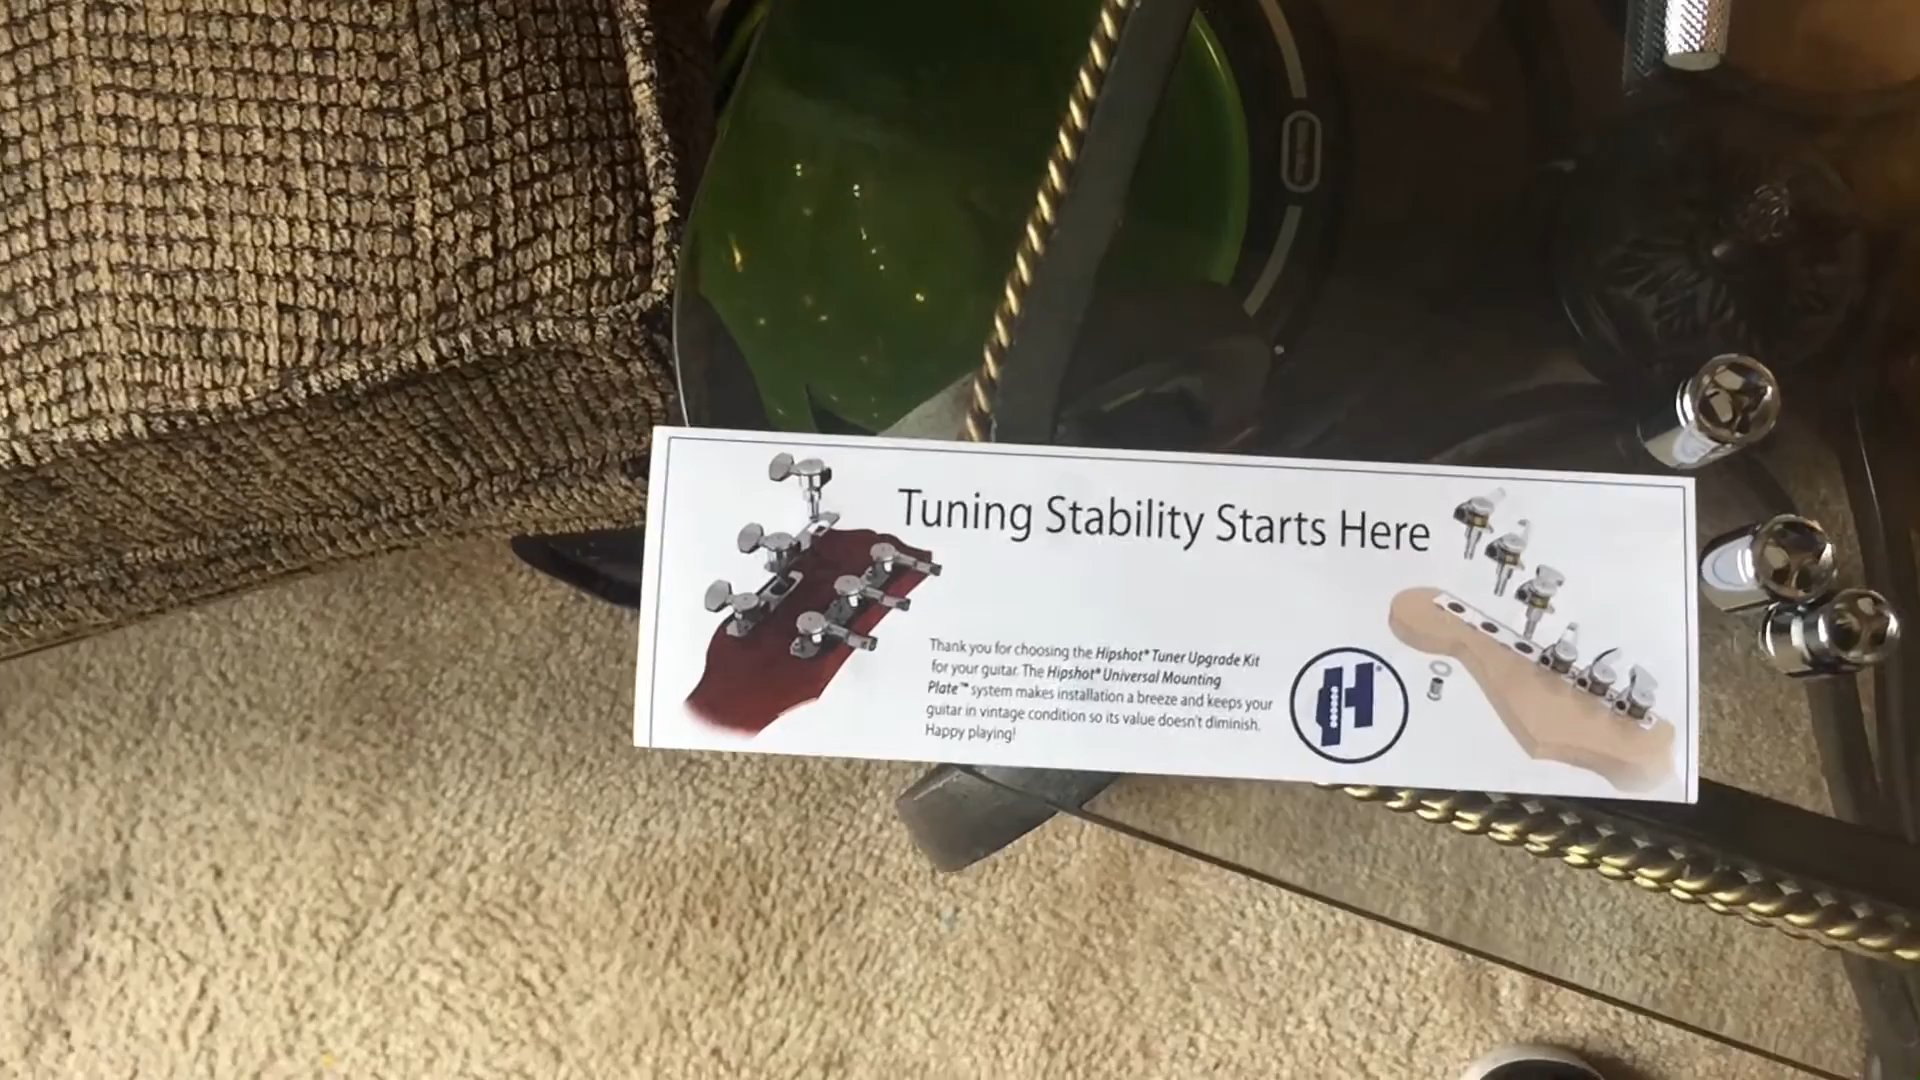 Tuning Stability Starts Here
Thank you for choosing the Hipshot® Tuner Upgrade Kit
for your guitar. The Hipshot® Universal Mounting
Plate™ system makes installation a breeze and keeps your
guitar in vintage condition so its value doesn't diminish.
Happy playing!
H®